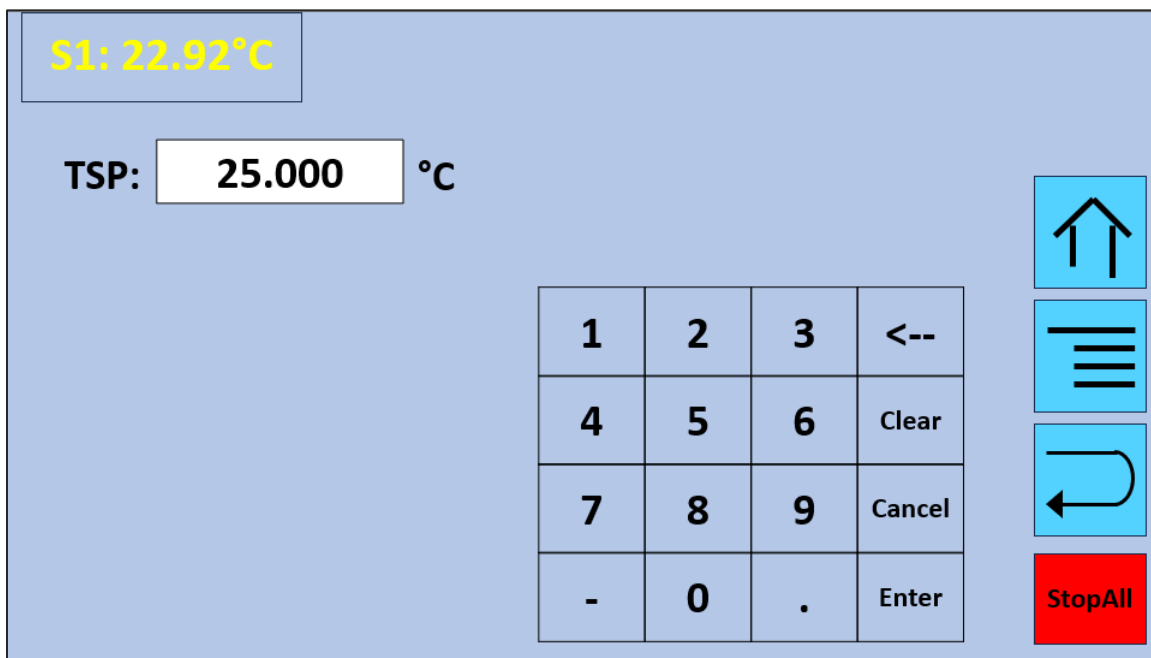 S1: 22.92°C
TSP: 25.000 °C
1 2 3 <--
4 5 6 Clear
7 8 9 Cancel
- 0 . Enter
StopAll